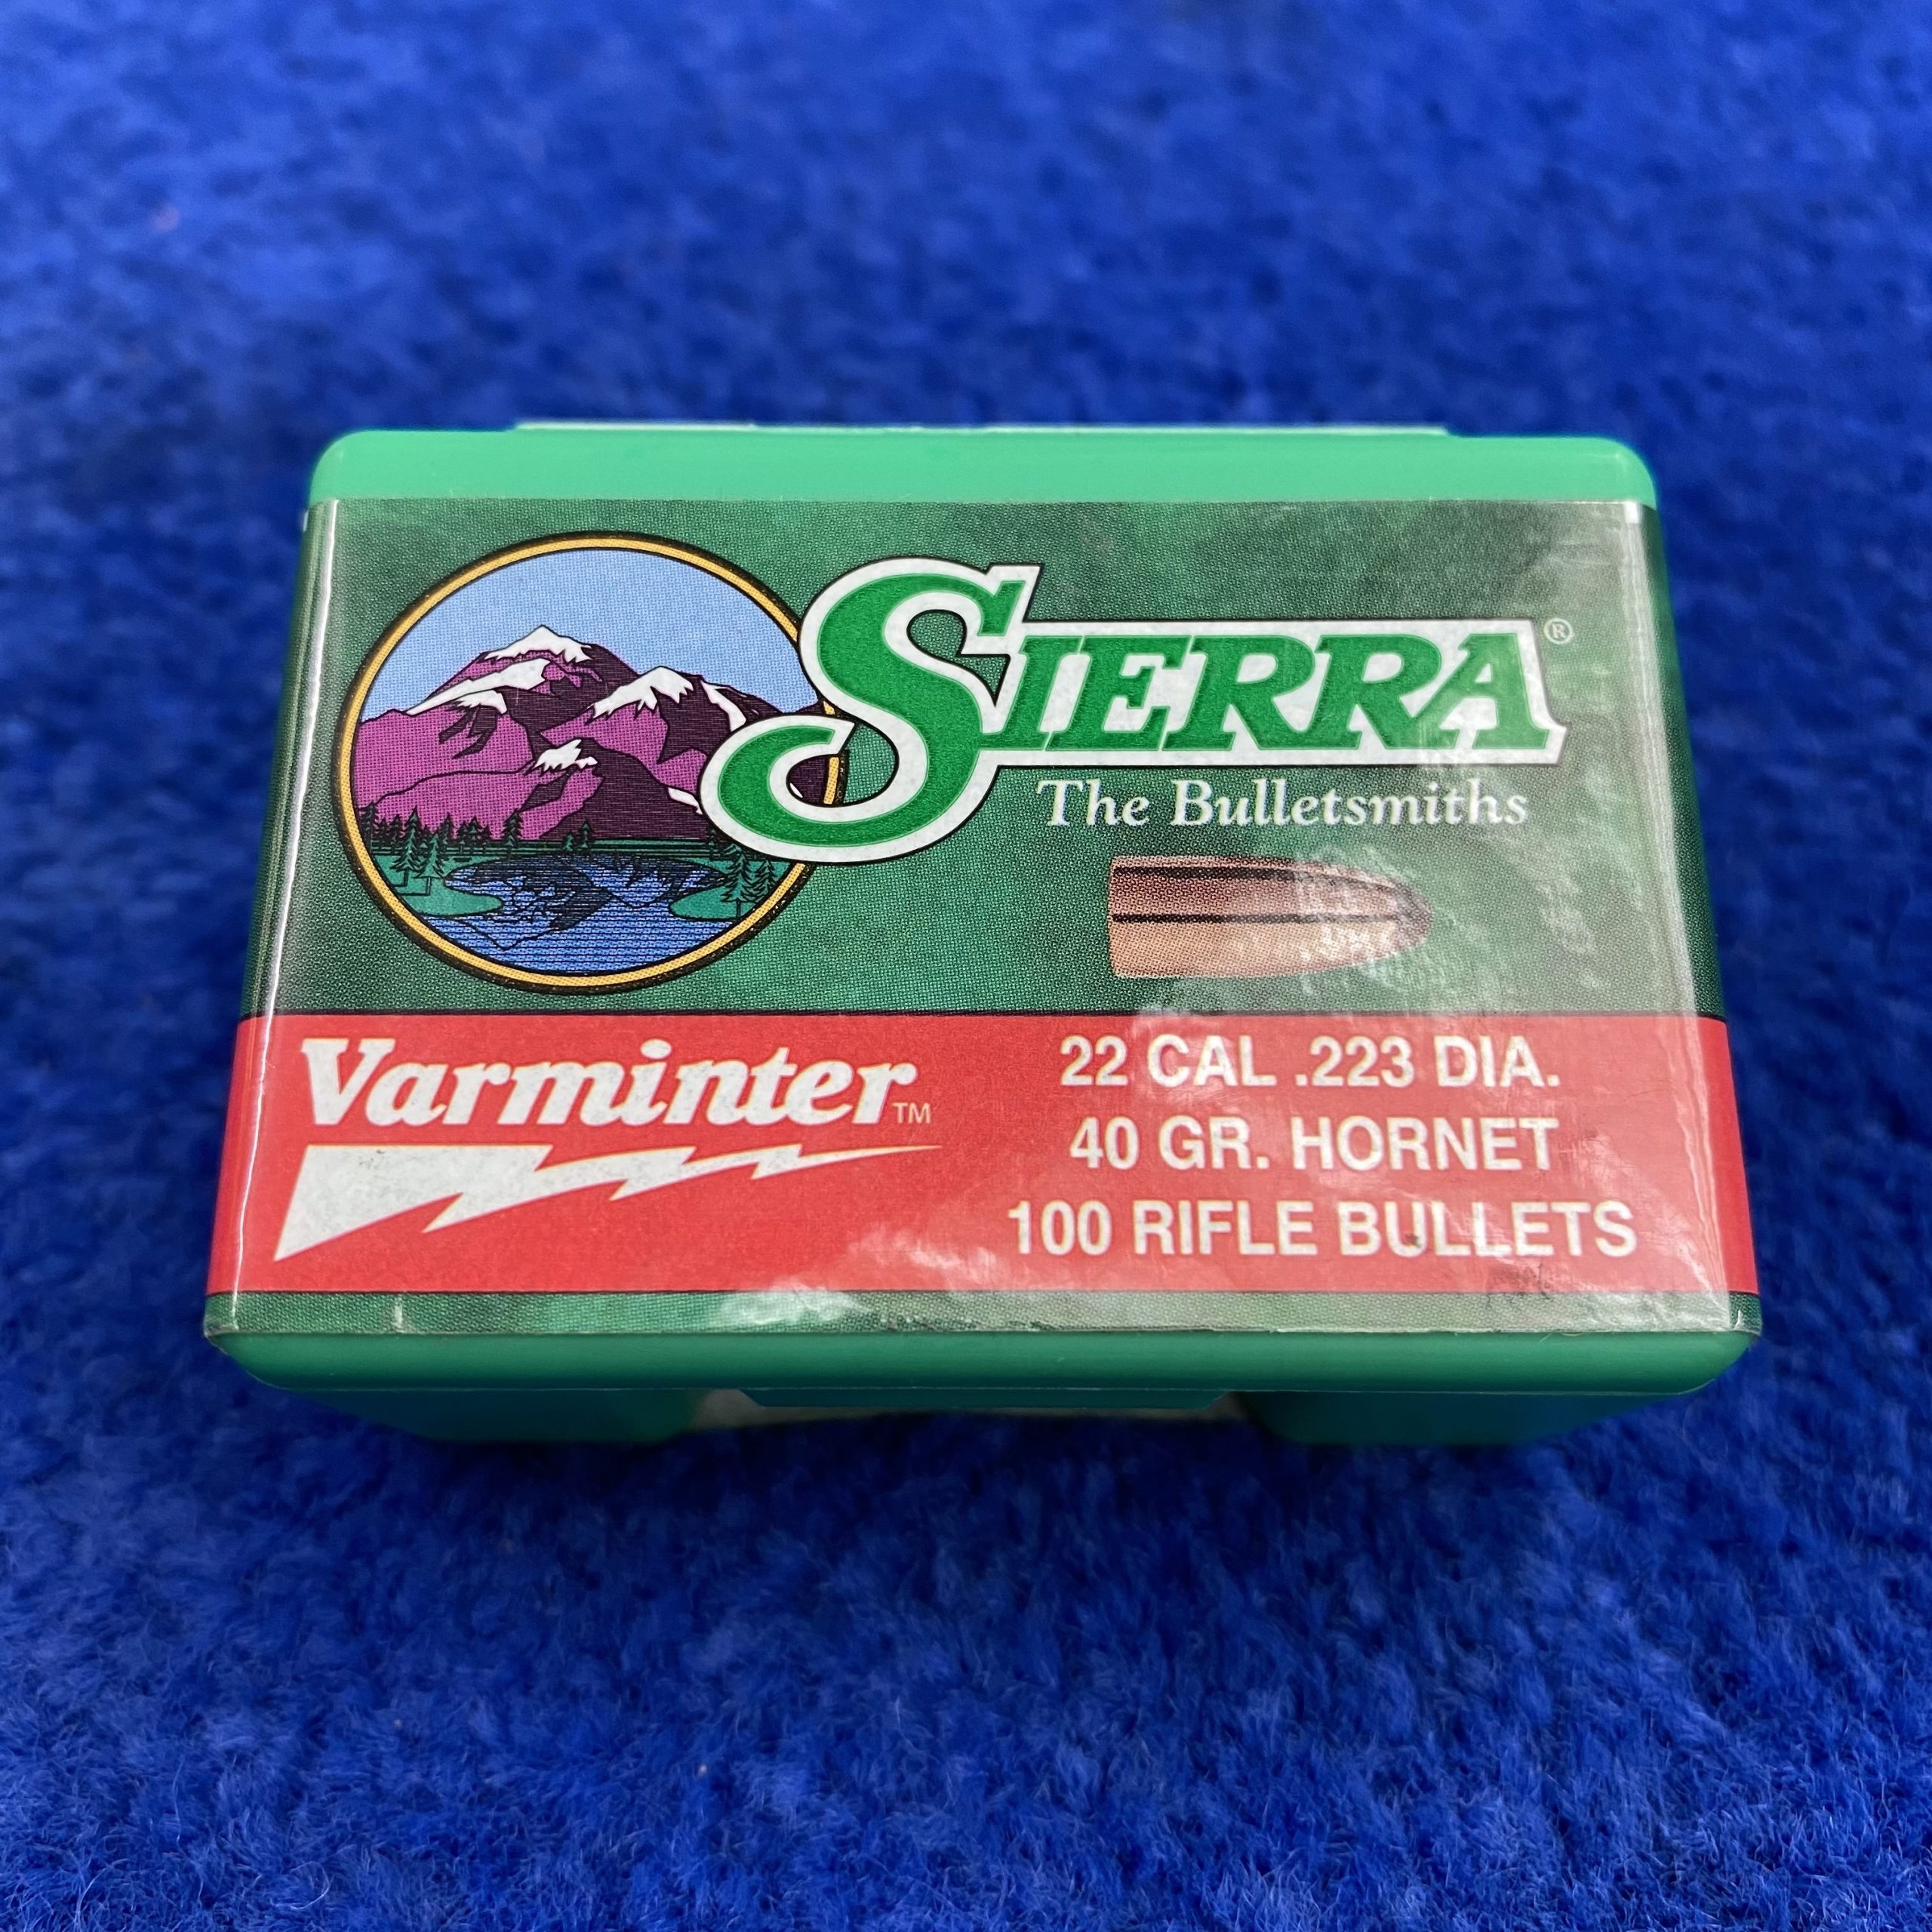 SIERRA®
The Bulletsmiths
Varminter™
22 CAL .223 DIA.
40 GR. HORNET
100 RIFLE BULLETS